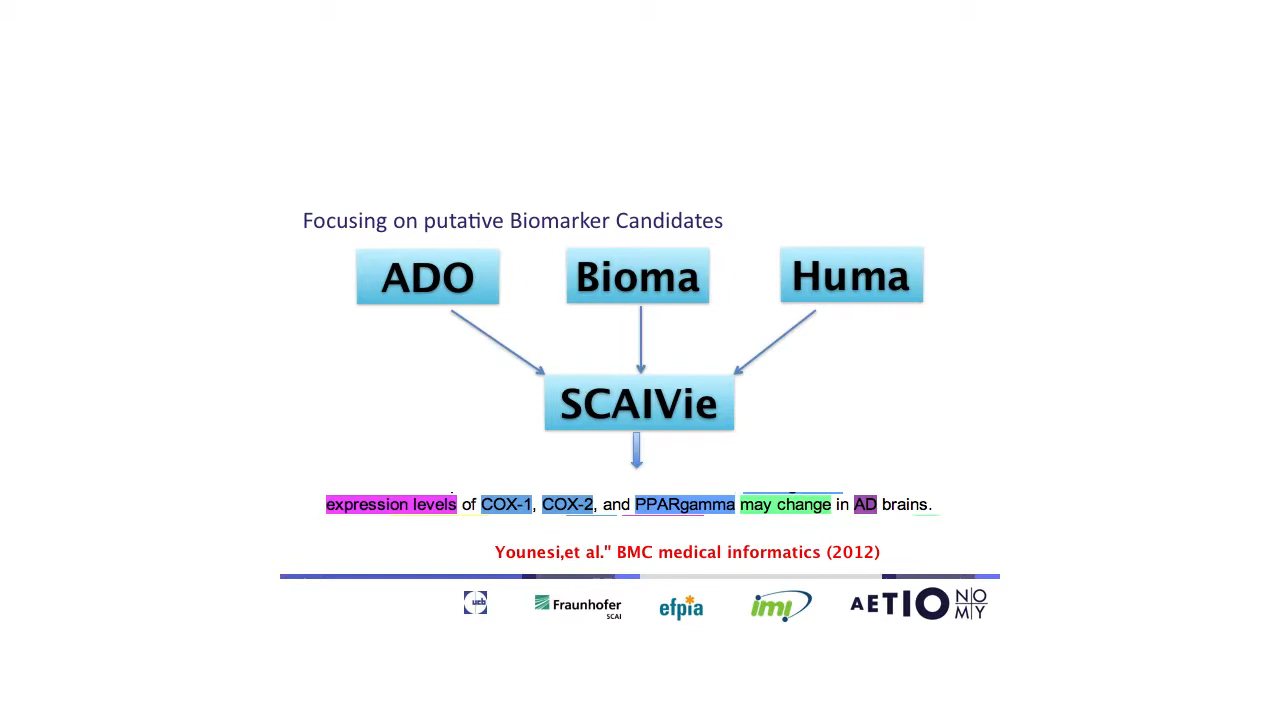 Focusing on putative Biomarker Candidates
ADO Bioma Huma
SCAIVie
expression levels of COX-1, COX-2, and PPARgamma may change in AD brains.
Younesi,et al." BMC medical informatics (2012)
ucb Fraunhofer SCAI efpia imi AETIONOMY